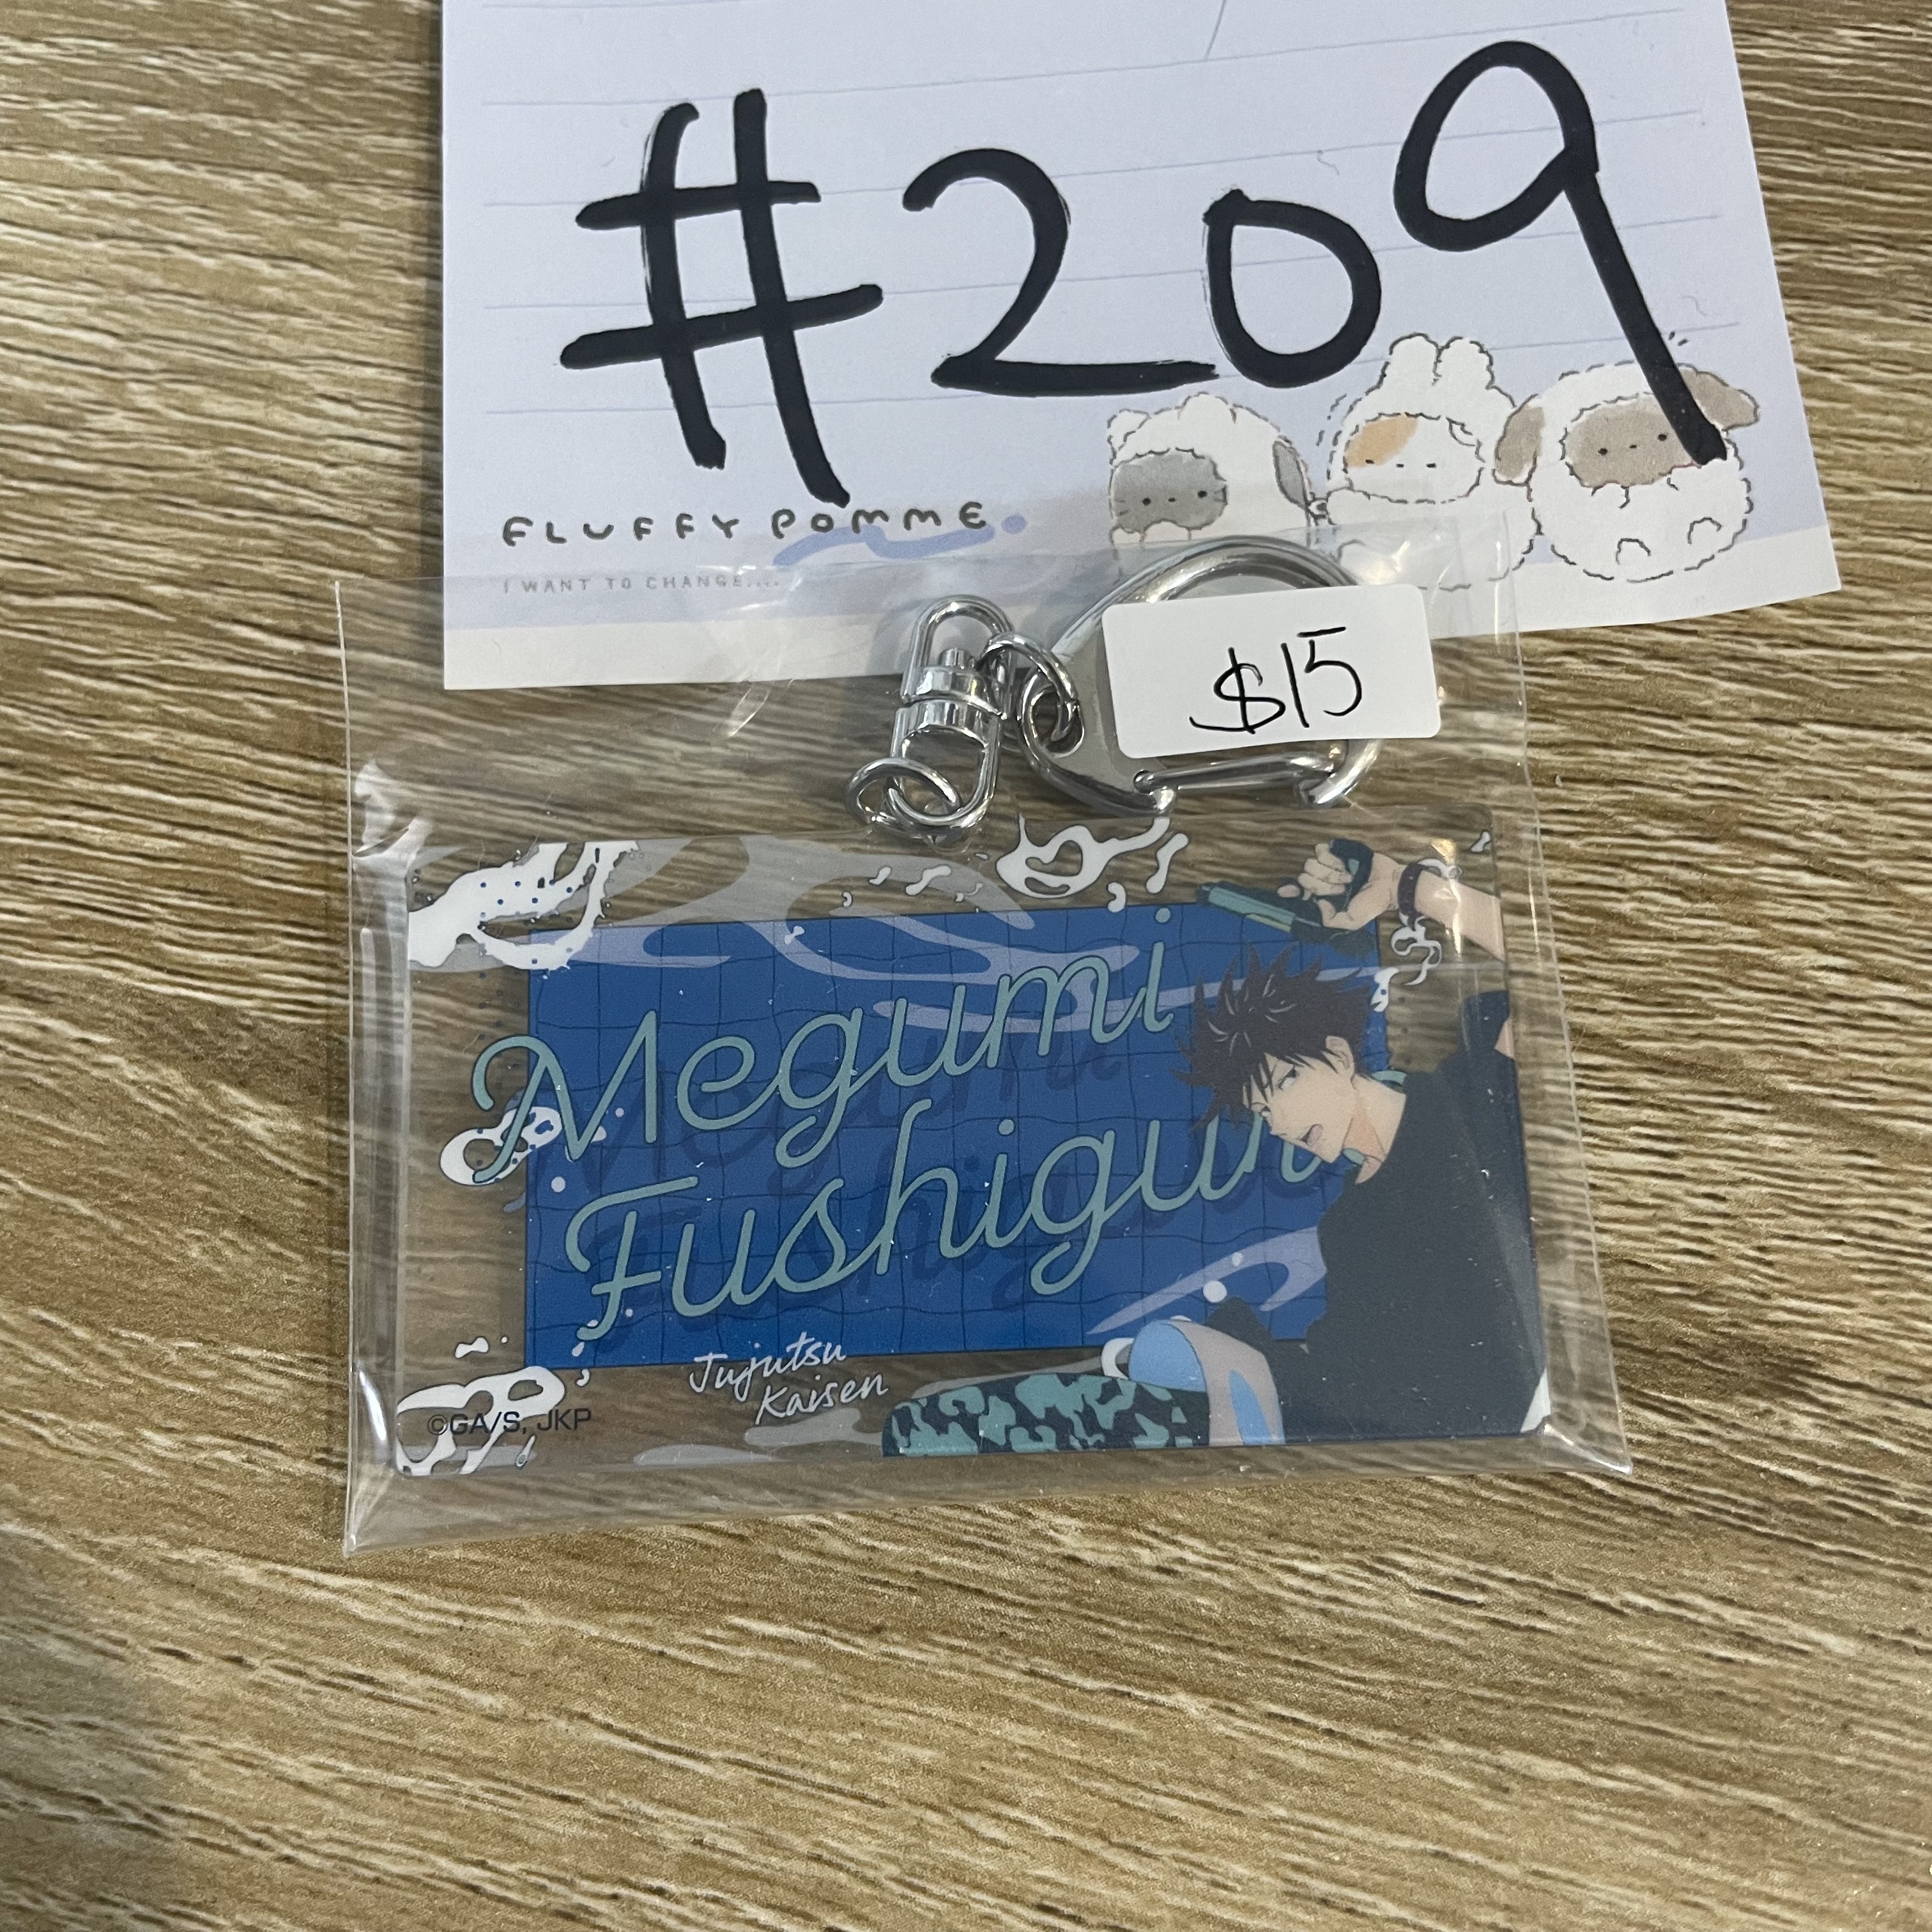 #209
FLUFFY POMME
I WANT TO CHANGE....
$15
Megumi
Fushiguro
Jujutsu
Kaisen
©GA/S, JKP